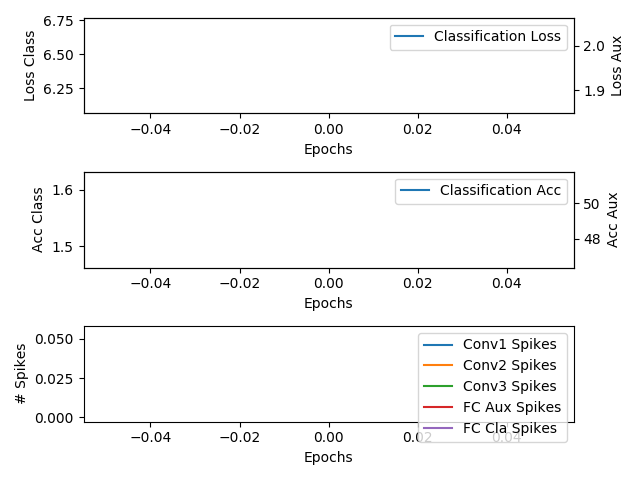 6.75
6.50
6.25
Loss Class
Classification Loss
2.0
1.9
Loss Aux
−0.04 −0.02 0.00 0.02 0.04
Epochs
1.6
1.5
Acc Class
Classification Acc
50
48
Acc Aux
−0.04 −0.02 0.00 0.02 0.04
Epochs
0.050
0.025
0.000
# Spikes
Conv1 Spikes
Conv2 Spikes
Conv3 Spikes
FC Aux Spikes
FC Cla Spikes
−0.04 −0.02 0.00 0.02 0.04
Epochs